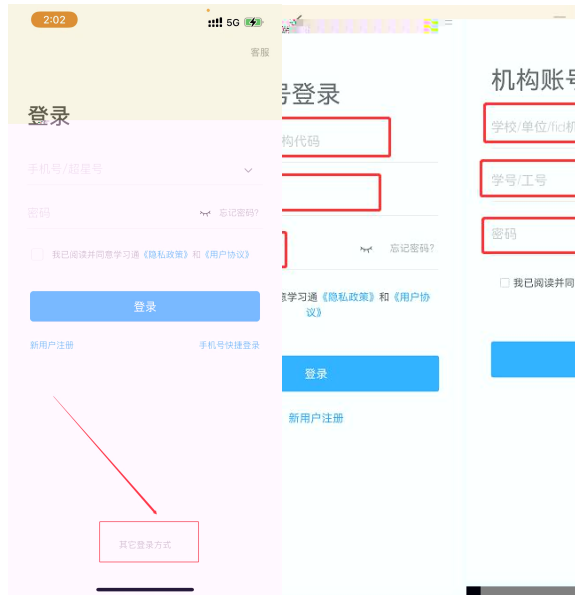 2:02
5G
客服
登录
手机号/超星号
密码
忘记密码?
我已阅读并同意学习通《隐私政策》和《用户协议》
登录
新用户注册
手机号快捷登录
其它登录方式
号登录
构代码
忘记密码?
意学习通《隐私政策》和《用户协
议》
登录
新用户注册
机构账号
学校/单位/fid机
学号/工号
密码
我已阅读并同